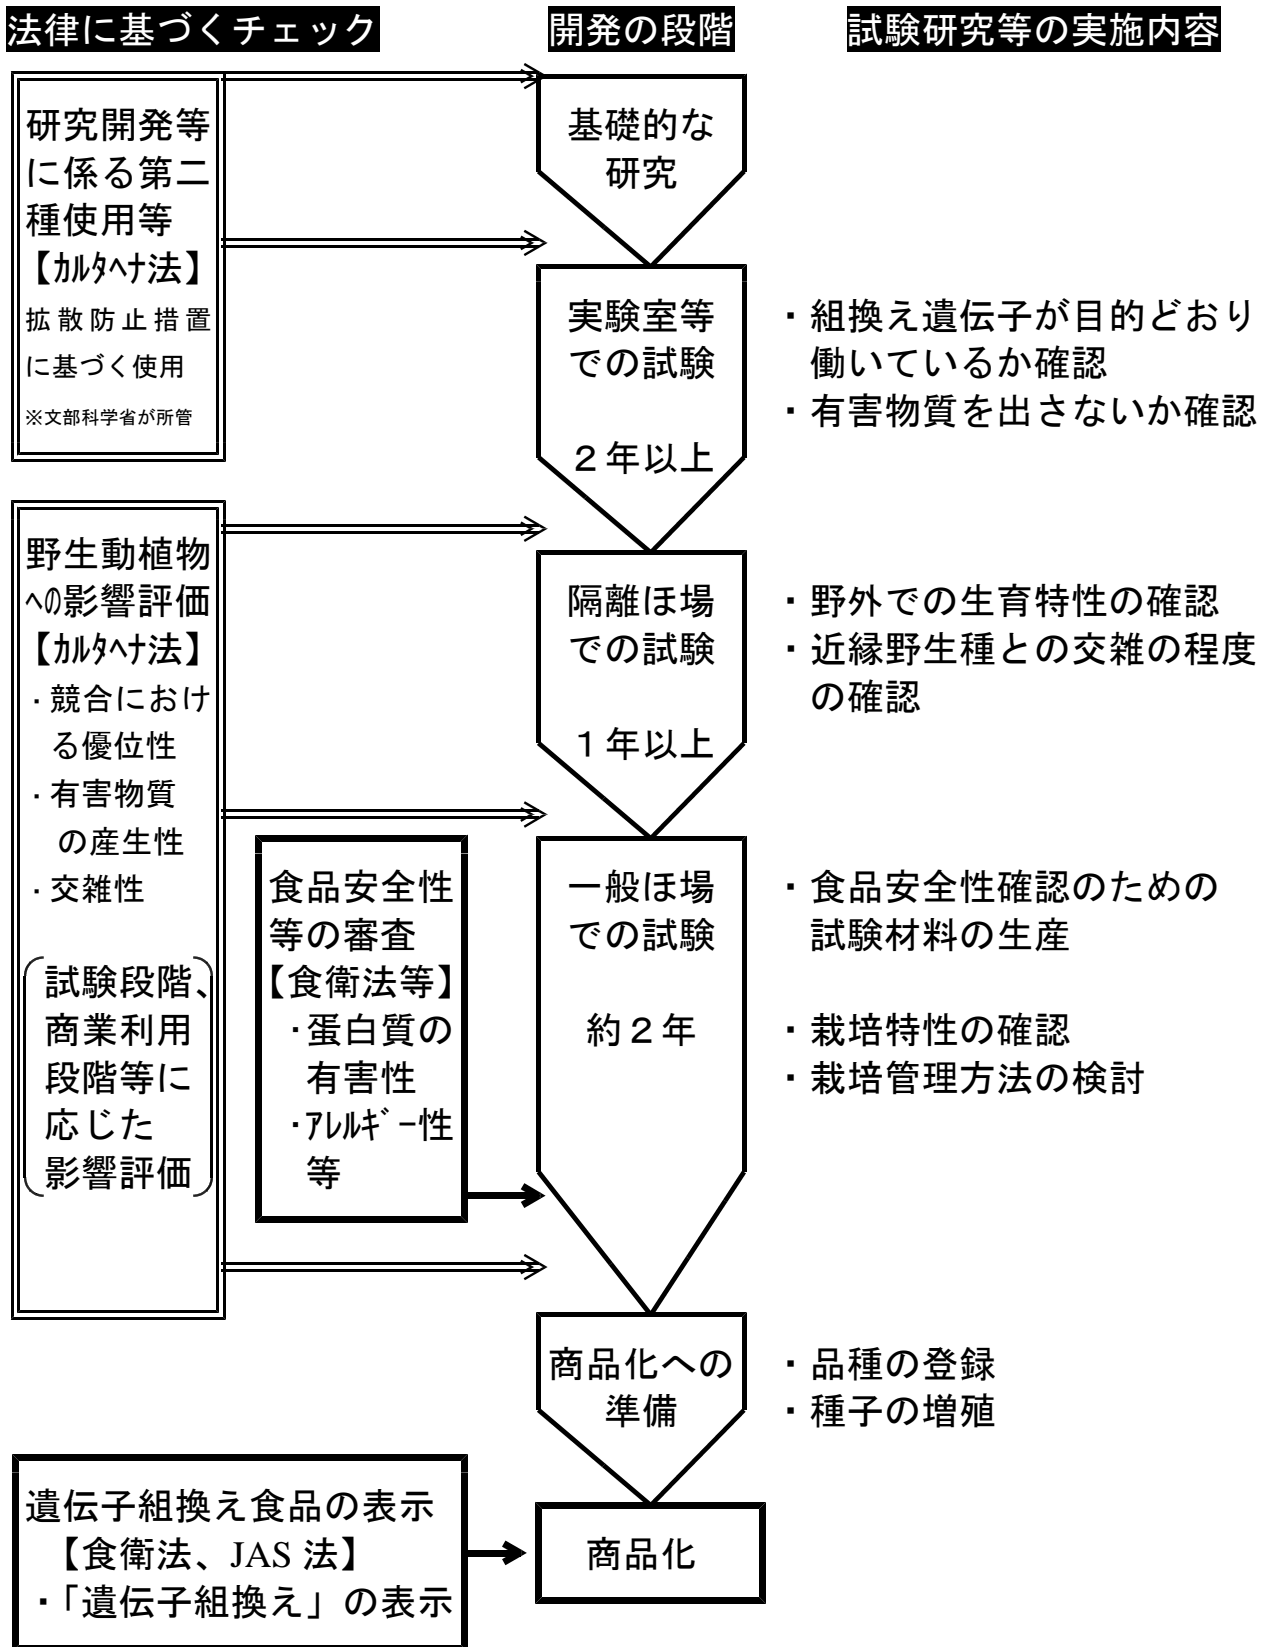 法律に基づくチェック
開発の段階
試験研究等の実施内容
研究開発等
に係る第二
種使用等
【ｶﾙﾀﾍﾅ法】
拡散防止措置
に基づく使用
※文部科学省が所管
基礎的な
研究
実験室等
での試験
２年以上
・組換え遺伝子が目的どおり
働いているか確認
・有害物質を出さないか確認
野生動植物
への影響評価
【ｶﾙﾀﾍﾅ法】
・競合におけ
る優位性
・有害物質
の産生性
・交雑性
試験段階、
商業利用
段階等に
応じた
影響評価
隔離ほ場
での試験
１年以上
・野外での生育特性の確認
・近縁野生種との交雑の程度
の確認
食品安全性
等の審査
【食衛法等】
・蛋白質の
有害性
・ｱﾚﾙｷﾞｰ性
等
一般ほ場
での試験
約２年
・食品安全性確認のための
試験材料の生産
・栽培特性の確認
・栽培管理方法の検討
商品化への
準備
・品種の登録
・種子の増殖
遺伝子組換え食品の表示
【食衛法、JAS 法】
・「遺伝子組換え」の表示
商品化